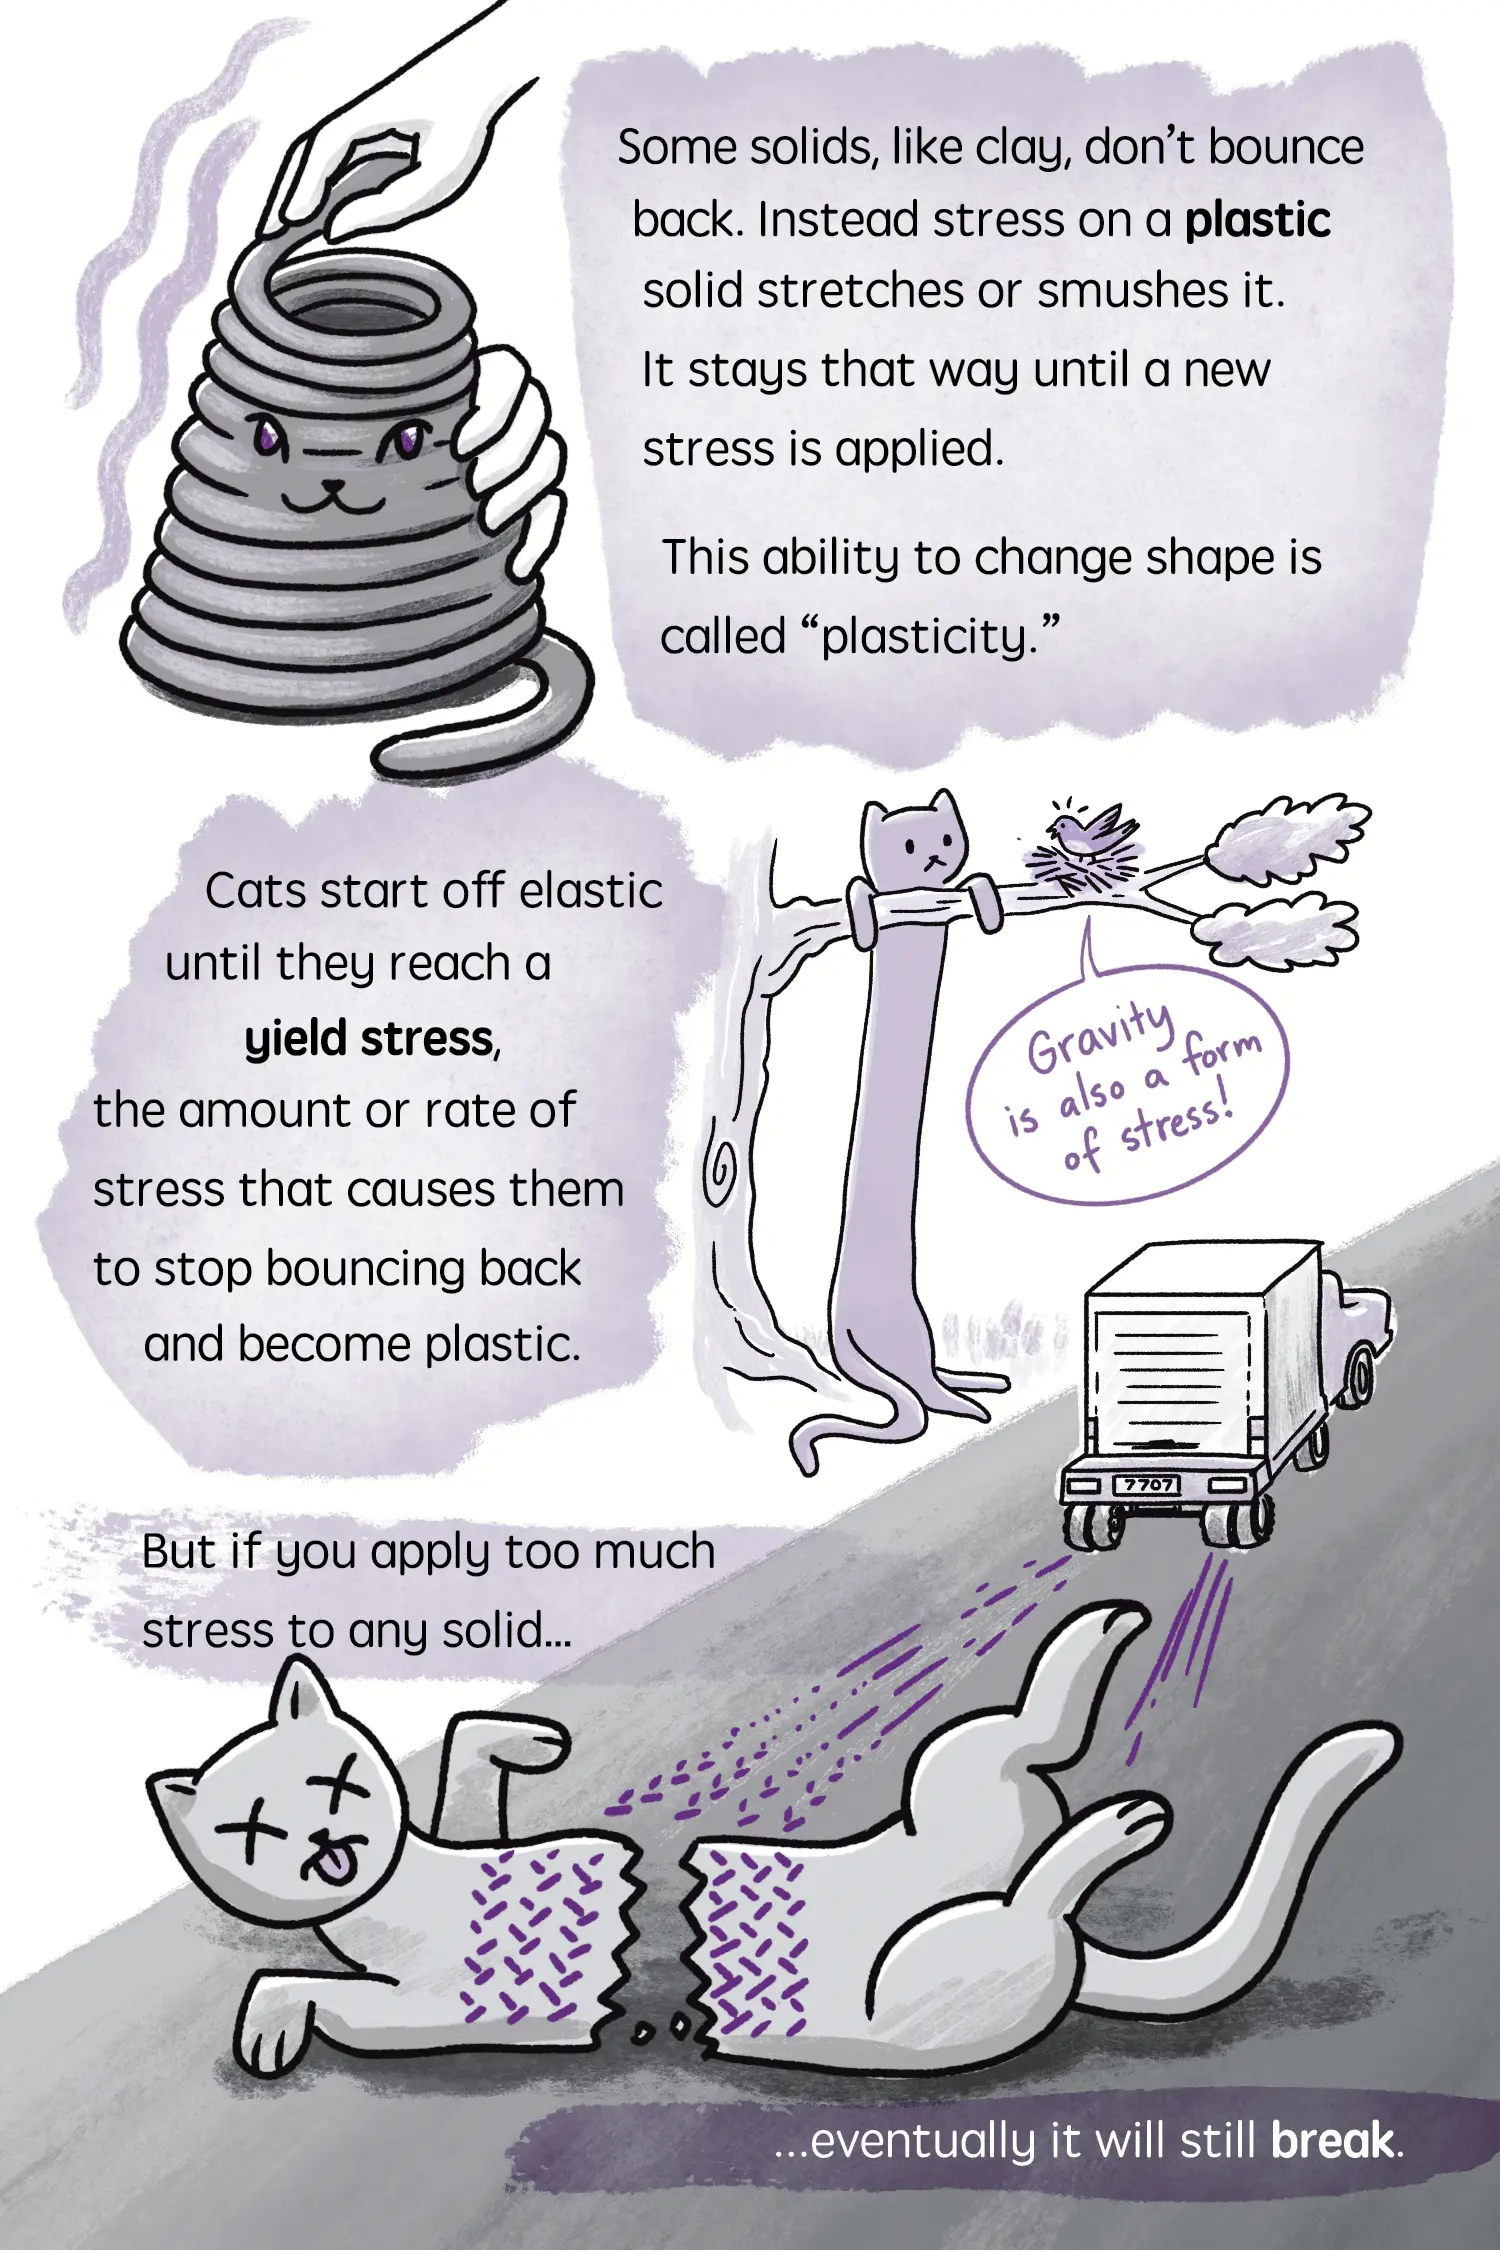 Some solids, like clay, don’t bounce
back. Instead stress on a plastic
solid stretches or smushes it.
It stays that way until a new
stress is applied.
This ability to change shape is
called “plasticity.”
Cats start off elastic
until they reach a
yield stress,
the amount or rate of
stress that causes them
to stop bouncing back
and become plastic.
Gravity
is also a form
of stress!
7707
But if you apply too much
stress to any solid...
...eventually it will still break.